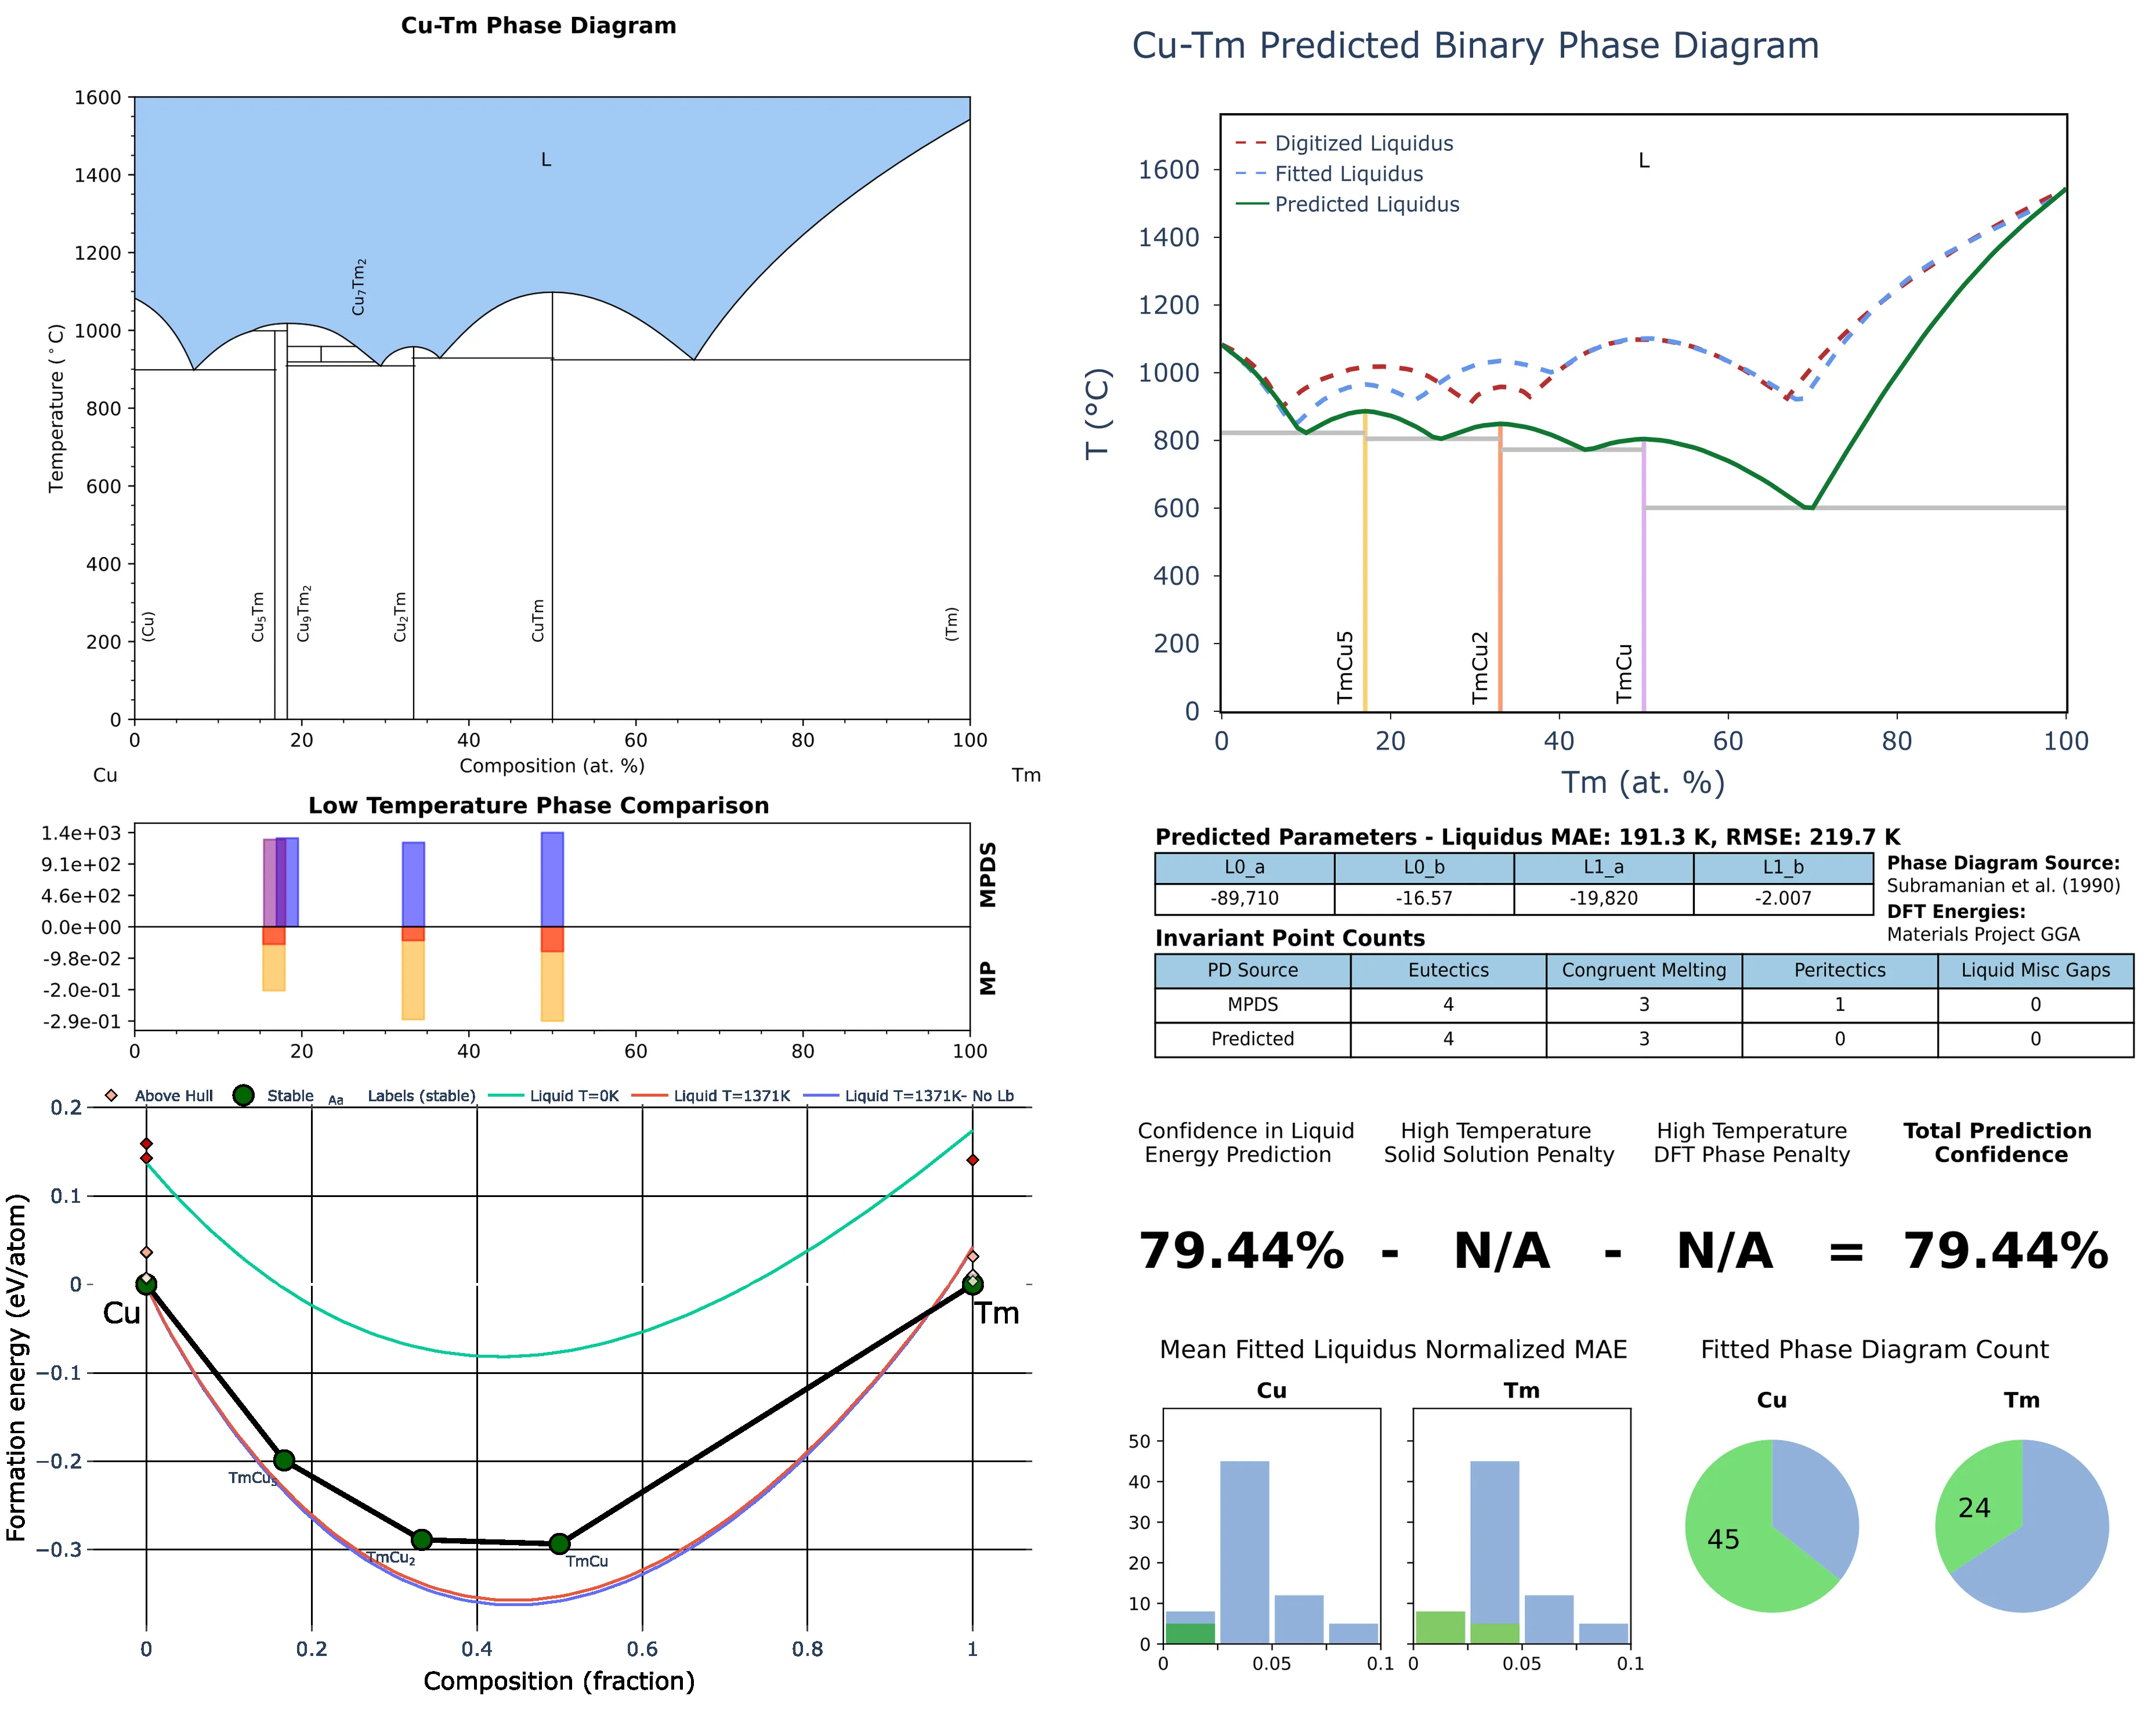 Cu-Tm Phase Diagram
1600
1400
1200
1000
800
600
400
200
0
Temperature (°C)
L
Cu₇Tm₂
(Cu)
Cu₅Tm
Cu₉Tm₂
Cu₂Tm
CuTm
(Tm)
0 20 40 60 80 100
Composition (at. %)
Cu Tm
Low Temperature Phase Comparison
1.4e+03
9.1e+02
4.6e+02
0.0e+00
-9.8e-02
-2.0e-01
-2.9e-01
MPDS
MP
0 20 40 60 80 100
Above Hull Stable Aa Labels (stable) Liquid T=0K Liquid T=1371K Liquid T=1371K- No Lb
0.2
0.1
0
−0.1
−0.2
−0.3
Formation energy (eV/atom)
Cu
Tm
TmCu₅
TmCu₂
TmCu
0 0.2 0.4 0.6 0.8 1
Composition (fraction)
Cu-Tm Predicted Binary Phase Diagram
Digitized Liquidus
Fitted Liquidus
Predicted Liquidus
L
1600
1400
1200
1000
800
600
400
200
0
T (°C)
TmCu5
TmCu2
TmCu
0 20 40 60 80 100
Tm (at. %)
Predicted Parameters - Liquidus MAE: 191.3 K, RMSE: 219.7 K
L0_a L0_b L1_a L1_b
-89,710 -16.57 -19,820 -2.007
Phase Diagram Source:
Subramanian et al. (1990)
DFT Energies:
Materials Project GGA
Invariant Point Counts
PD Source Eutectics Congruent Melting Peritectics Liquid Misc Gaps
MPDS 4 3 1 0
Predicted 4 3 0 0
Confidence in Liquid
Energy Prediction
High Temperature
Solid Solution Penalty
High Temperature
DFT Phase Penalty
Total Prediction
Confidence
79.44% - N/A - N/A = 79.44%
Mean Fitted Liquidus Normalized MAE
Cu
Tm
50
40
30
20
10
0
0 0.05 0.1
0 0.05 0.1
Fitted Phase Diagram Count
Cu
Tm
45
24